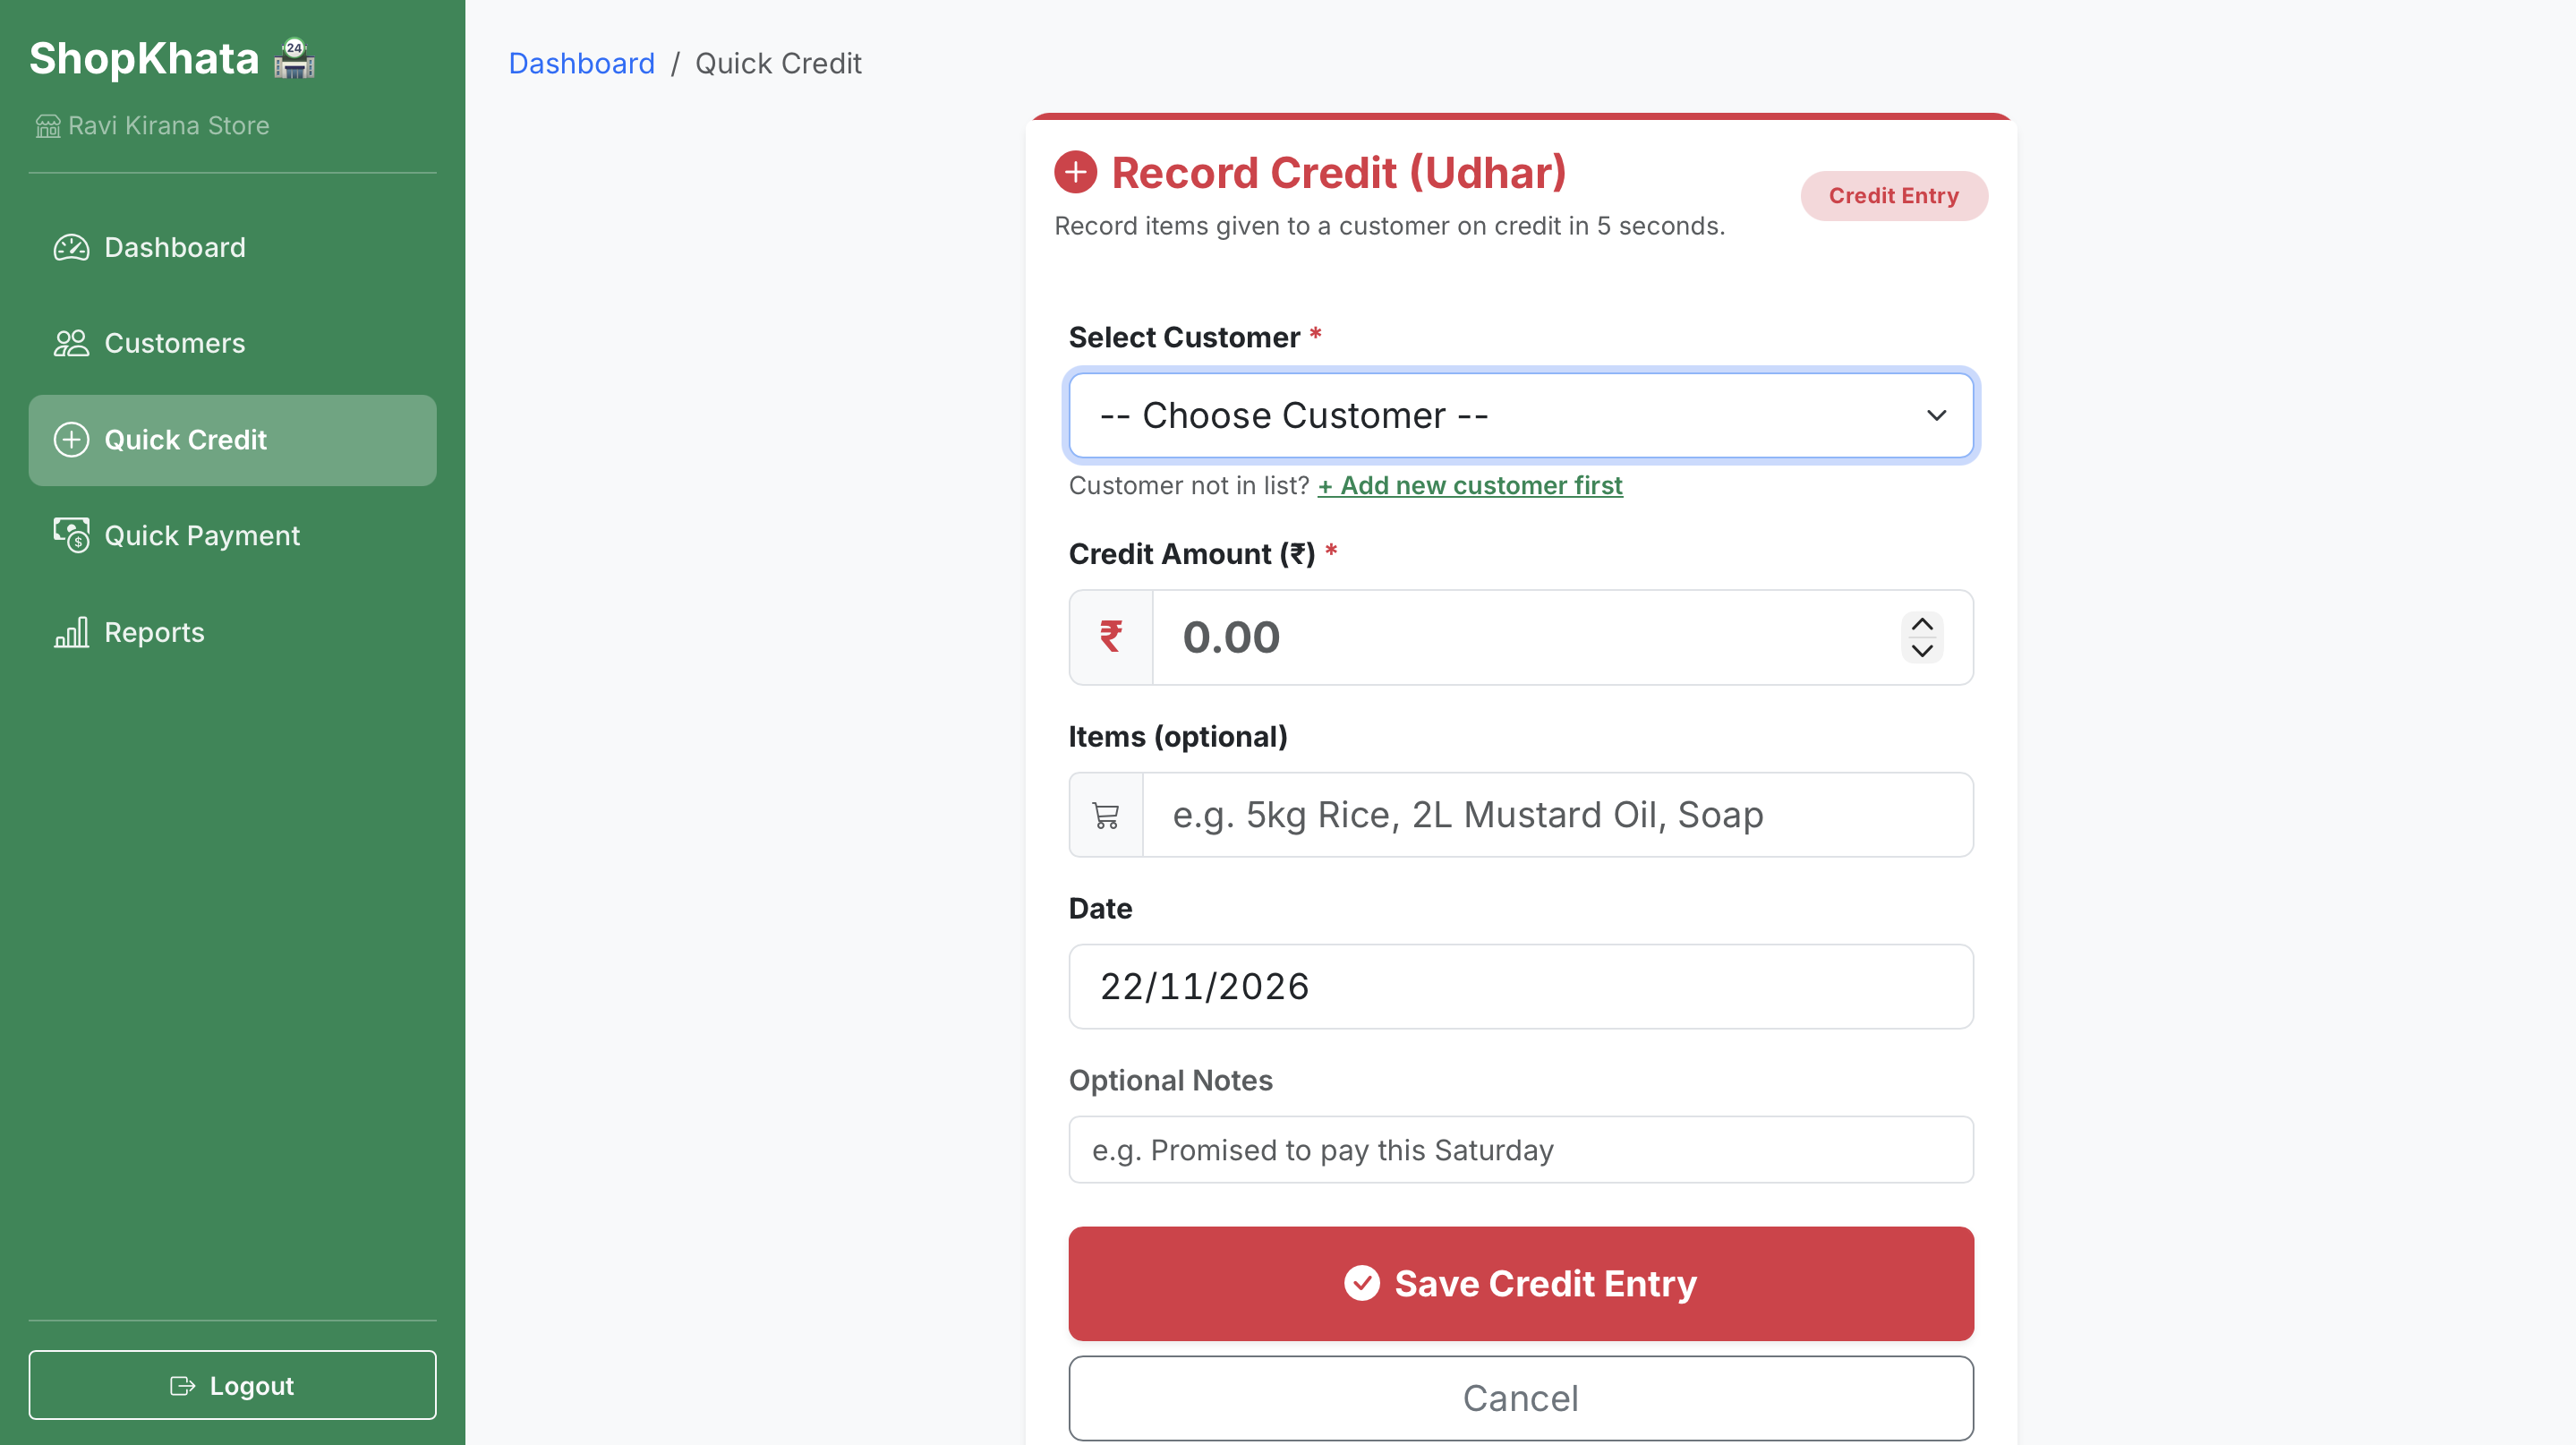 ShopKhata
24
Ravi Kirana Store
Dashboard
Customers
Quick Credit
Quick Payment
Reports
Logout
Dashboard / Quick Credit
Record Credit (Udhar)
Record items given to a customer on credit in 5 seconds.
Credit Entry
Select Customer *
-- Choose Customer --
Customer not in list? + Add new customer first
Credit Amount (₹) *
₹ 0.00
Items (optional)
e.g. 5kg Rice, 2L Mustard Oil, Soap
Date
22/11/2026
Optional Notes
e.g. Promised to pay this Saturday
Save Credit Entry
Cancel